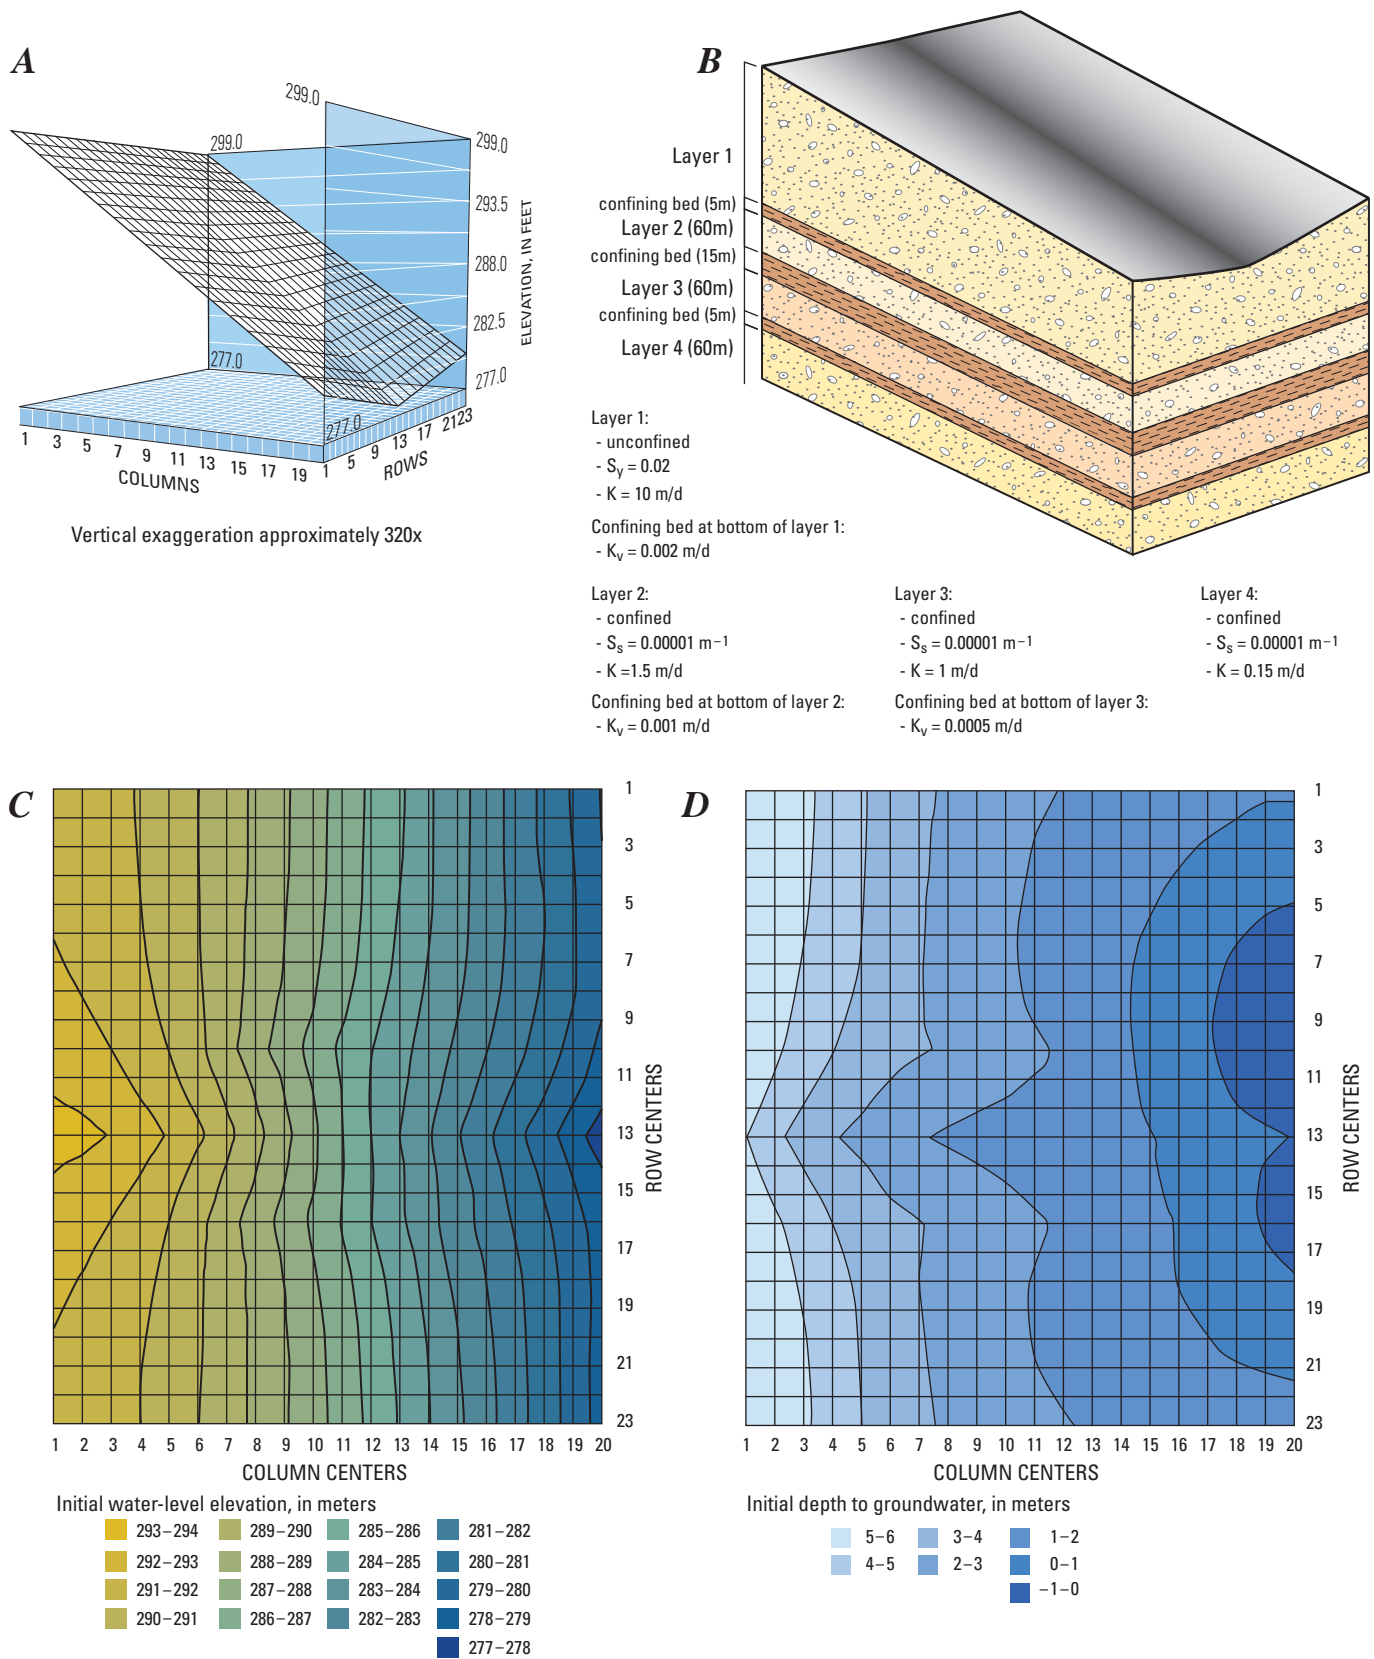 A
299.0
299.0
299.0
293.5
288.0
282.5
277.0
277.0
277.0
ELEVATION, IN FEET
1 3 5 7 9 11 13 15 17 19
COLUMNS
1 5 9 13 17 21 23
ROWS
Vertical exaggeration approximately 320x
B
Layer 1
confining bed (5m)
Layer 2 (60m)
confining bed (15m)
Layer 3 (60m)
confining bed (5m)
Layer 4 (60m)
Layer 1:
- unconfined
- Sy = 0.02
- K = 10 m/d
Confining bed at bottom of layer 1:
- Kv = 0.002 m/d
Layer 2:
- confined
- Ss = 0.00001 m−1
- K =1.5 m/d
Confining bed at bottom of layer 2:
- Kv = 0.001 m/d
Layer 3:
- confined
- Ss = 0.00001 m−1
- K = 1 m/d
Confining bed at bottom of layer 3:
- Kv = 0.0005 m/d
Layer 4:
- confined
- Ss = 0.00001 m−1
- K = 0.15 m/d
C
1
3
5
7
9
11
13
15
17
19
21
23
ROW CENTERS
1 2 3 4 5 6 7 8 9 10 11 12 13 14 15 16 17 18 19 20
COLUMN CENTERS
Initial water-level elevation, in meters
293–294 289–290 285–286 281–282
292–293 288–289 284–285 280–281
291–292 287–288 283–284 279–280
290–291 286–287 282–283 278–279
277–278
D
1
3
5
7
9
11
13
15
17
19
21
23
ROW CENTERS
1 2 3 4 5 6 7 8 9 10 11 12 13 14 15 16 17 18 19 20
COLUMN CENTERS
Initial depth to groundwater, in meters
5–6 3–4 1–2
4–5 2–3 0–1
−1–0